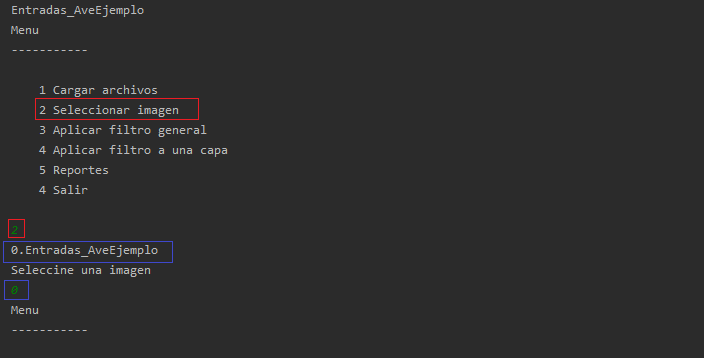 Entradas_AveEjemplo
Menu
-----------
1 Cargar archivos
2 Seleccionar imagen
3 Aplicar filtro general
4 Aplicar filtro a una capa
5 Reportes
4 Salir
2
0.Entradas_AveEjemplo
Seleccine una imagen
0
Menu
-----------